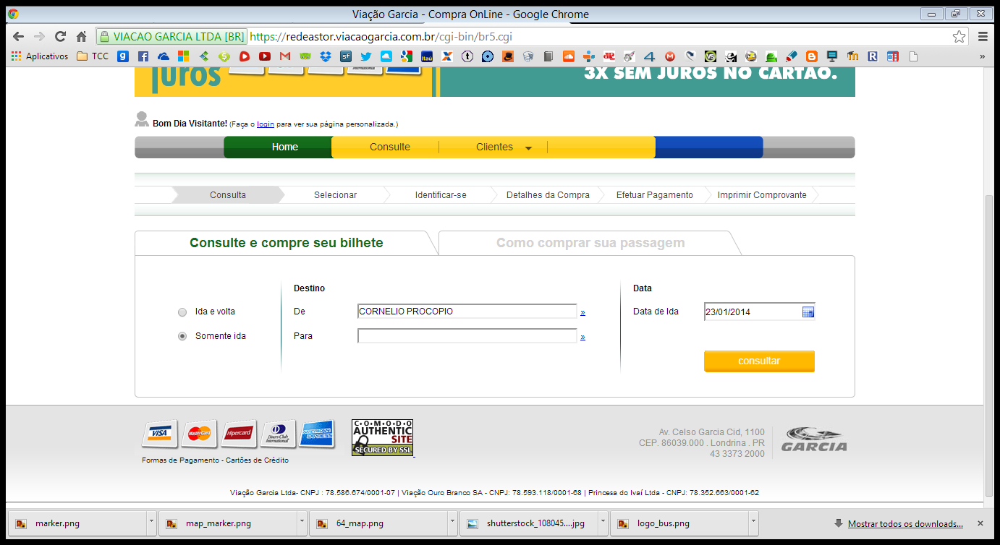 Viação Garcia - Compra OnLine - Google Chrome
VIACAO GARCIA LTDA [BR] https://redeastor.viacaogarcia.com.br/cgi-bin/br5.cgi
Aplicativos TCC »
juros
3X SEM JUROS NO CARTÃO.
Bom Dia Visitante! (Faça o login para ver sua página personalizada.)
Home Consulte Clientes
Consulta Selecionar Identificar-se Detalhes da Compra Efetuar Pagamento Imprimir Comprovante
Consulte e compre seu bilhete Como comprar sua passagem
Destino Data
Ida e volta De CORNELIO PROCOPIO » Data de Ida 23/01/2014
Somente ida Para »
consultar
VISA MasterCard Hipercard Diners Club International AMERICAN EXPRESS
C·O·M·O·D·O
AUTHENTIC
SITE
SECURED BY SSL
Formas de Pagamento - Cartões de Crédito
Av. Celso Garcia Cid, 1100
CEP. 86039.000 . Londrina . PR
43 3373 2000
GARCIA
Viação Garcia Ltda- CNPJ : 78.586.674/0001-07 | Viação Ouro Branco SA - CNPJ: 78.593.118/0001-68 | Princesa do Ivaí Ltda - CNPJ: 78.352.663/0001-62
marker.png map_marker.png 64_map.png shutterstock_108045....jpg logo_bus.png Mostrar todos os downloads...